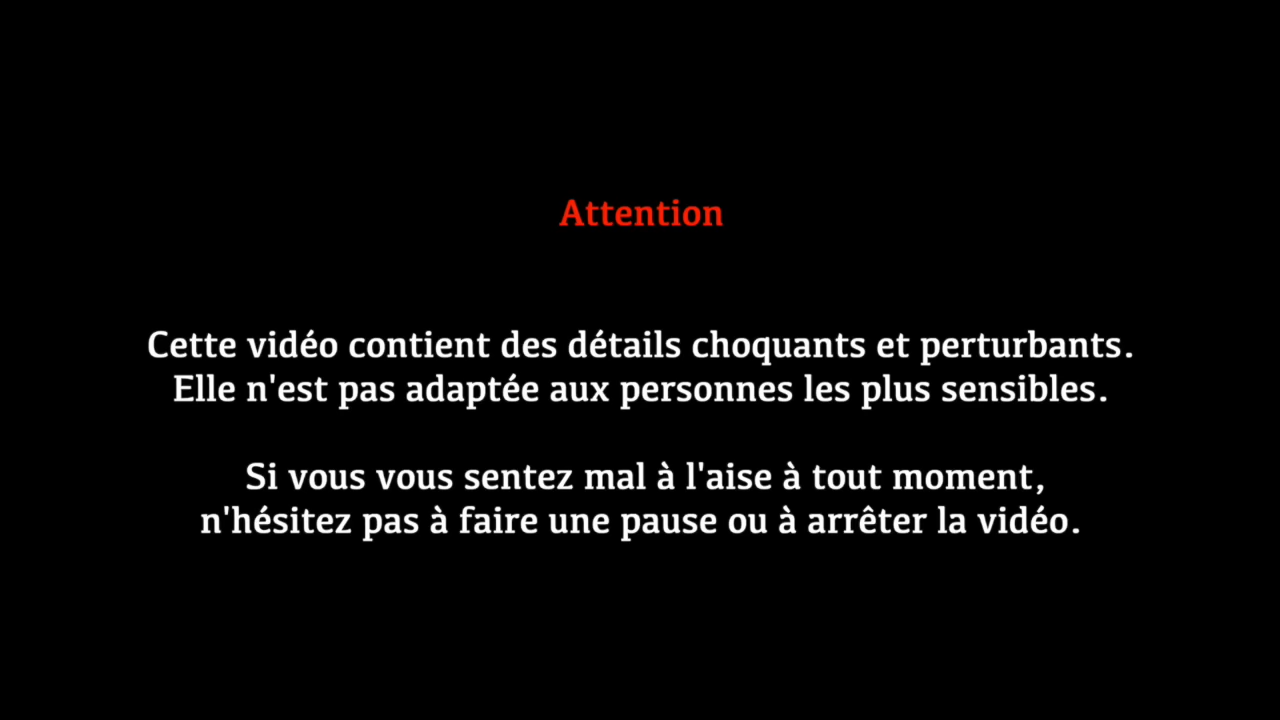 Attention
Cette vidéo contient des détails choquants et perturbants.
Elle n'est pas adaptée aux personnes les plus sensibles.
Si vous vous sentez mal à l'aise à tout moment,
n'hésitez pas à faire une pause ou à arrêter la vidéo.